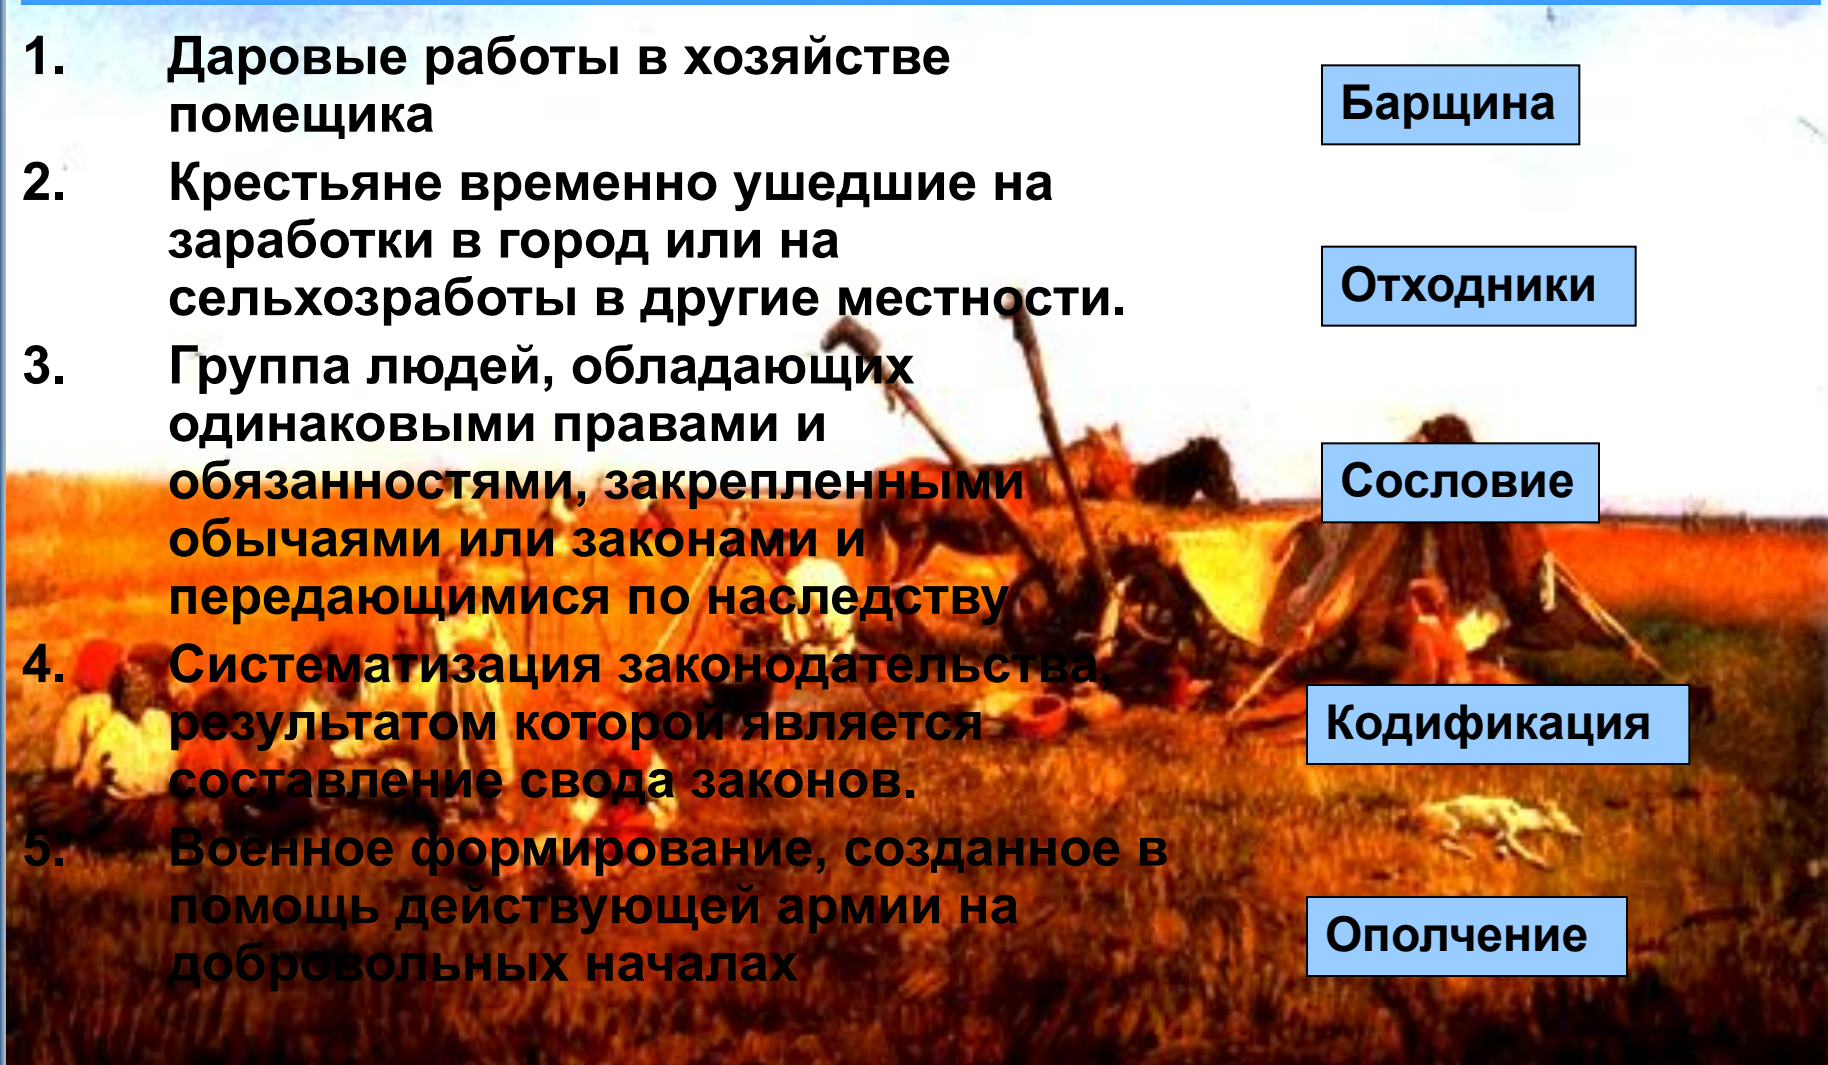 1. Даровые работы в хозяйстве
помещика
Барщина
2. Крестьяне временно ушедшие на
заработки в город или на
сельхозработы в другие местности.
Отходники
3. Группа людей, обладающих
одинаковыми правами и
обязанностями, закрепленными
обычаями или законами и
передающимися по наследству
Сословие
4. Систематизация законодательства,
результатом которой является
составление свода законов.
Кодификация
5. Военное формирование, созданное в
помощь действующей армии на
добровольных началах
Ополчение